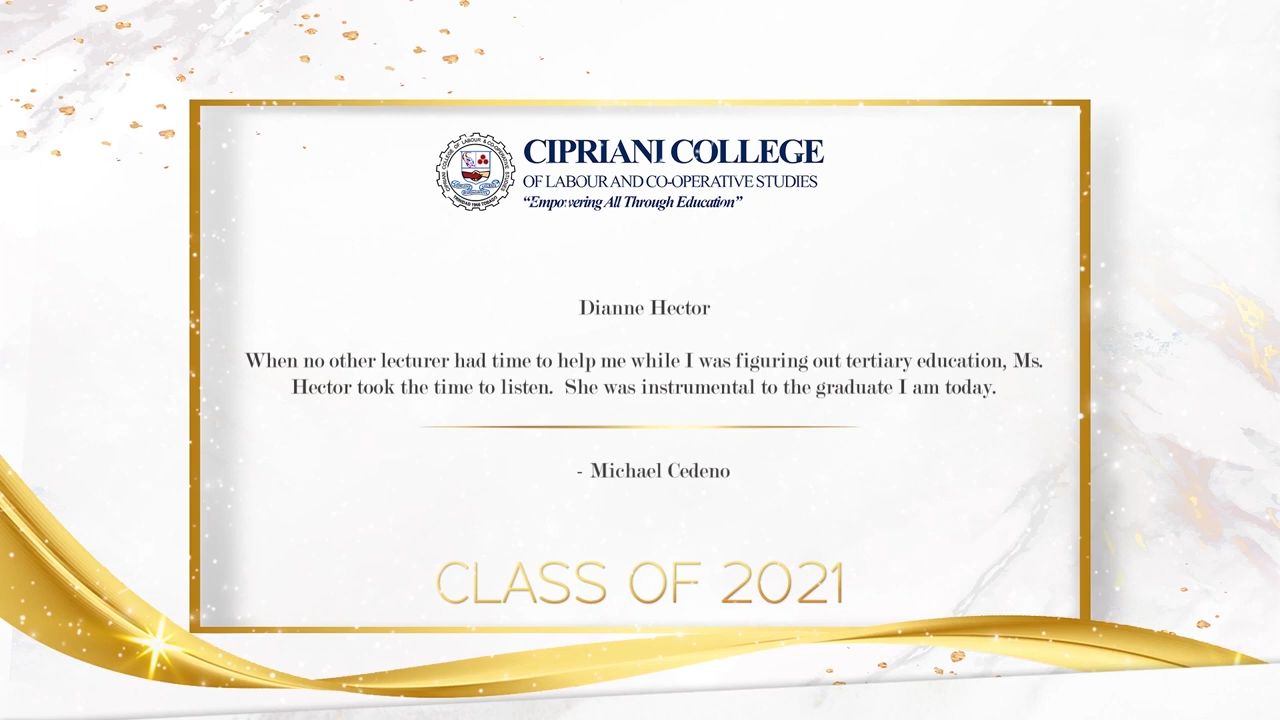 CIPRIANI COLLEGE
OF LABOUR AND CO-OPERATIVE STUDIES
“Empowering All Through Education”
Dianne Hector
When no other lecturer had time to help me while I was figuring out tertiary education, Ms.
Hector took the time to listen.  She was instrumental to the graduate I am today.
- Michael Cedeno
CLASS OF 2021